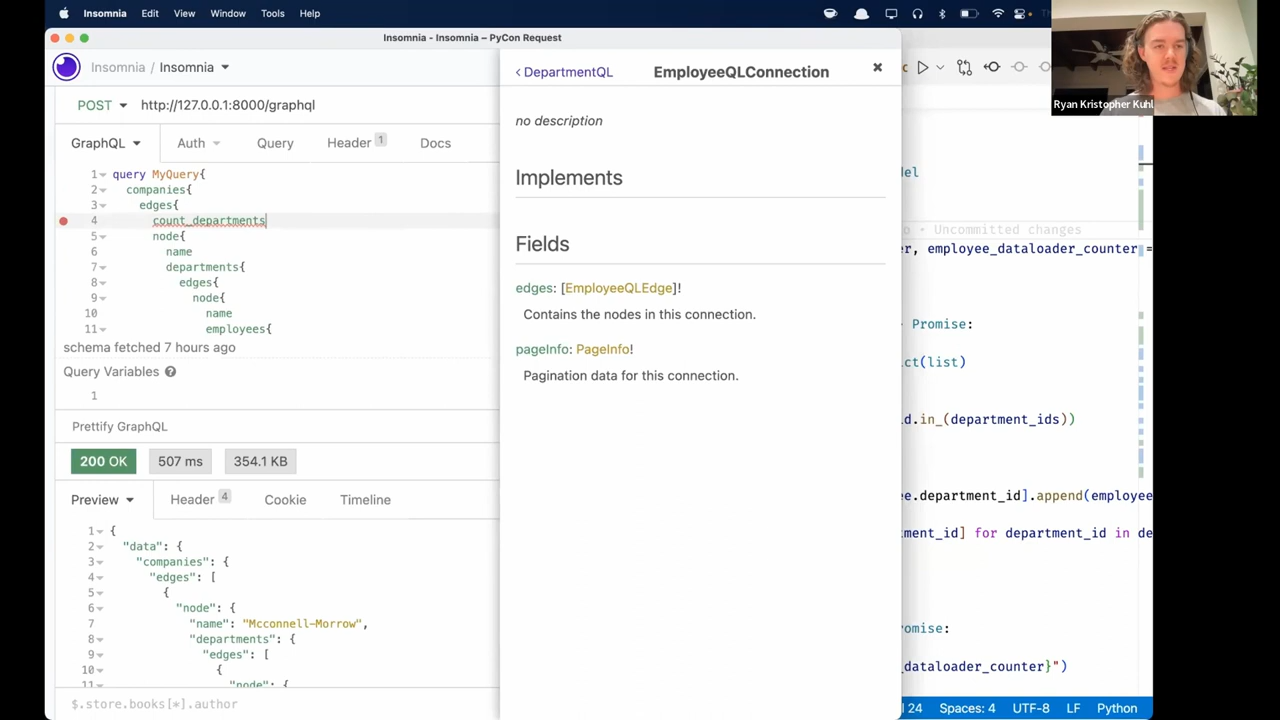 Insomnia Edit View Window Tools Help
Insomnia - Insomnia – PyCon Request
Insomnia / Insomnia
POST http://127.0.0.1:8000/graphql
GraphQL Auth Query Header 1 Docs
1 query MyQuery{
2 companies{
3 edges{
4 count_departments
5 node{
6 name
7 departments{
8 edges{
9 node{
10 name
11 employees{
schema fetched 7 hours ago
Query Variables ?
1
Prettify GraphQL
200 OK 507 ms 354.1 KB
Preview Header 4 Cookie Timeline
1 {
2 "data": {
3 "companies": {
4 "edges": [
5 {
6 "node": {
7 "name": "Mcconnell-Morrow",
8 "departments": {
9 "edges": [
10 {
11 "node": {
$.store.books[*].author
< DepartmentQL EmployeeQLConnection
no description
Implements
Fields
edges: [EmployeeQLEdge]!
Contains the nodes in this connection.
pageInfo: PageInfo!
Pagination data for this connection.
Ryan Kristopher Kuhl
Uncommitted changes
, employee_dataloader_counter =
Promise:
(list)
.in_(department_ids))
.department_id].append(employee
] for department_id in de
_dataloader_counter}")
24 Spaces: 4 UTF-8 LF Python